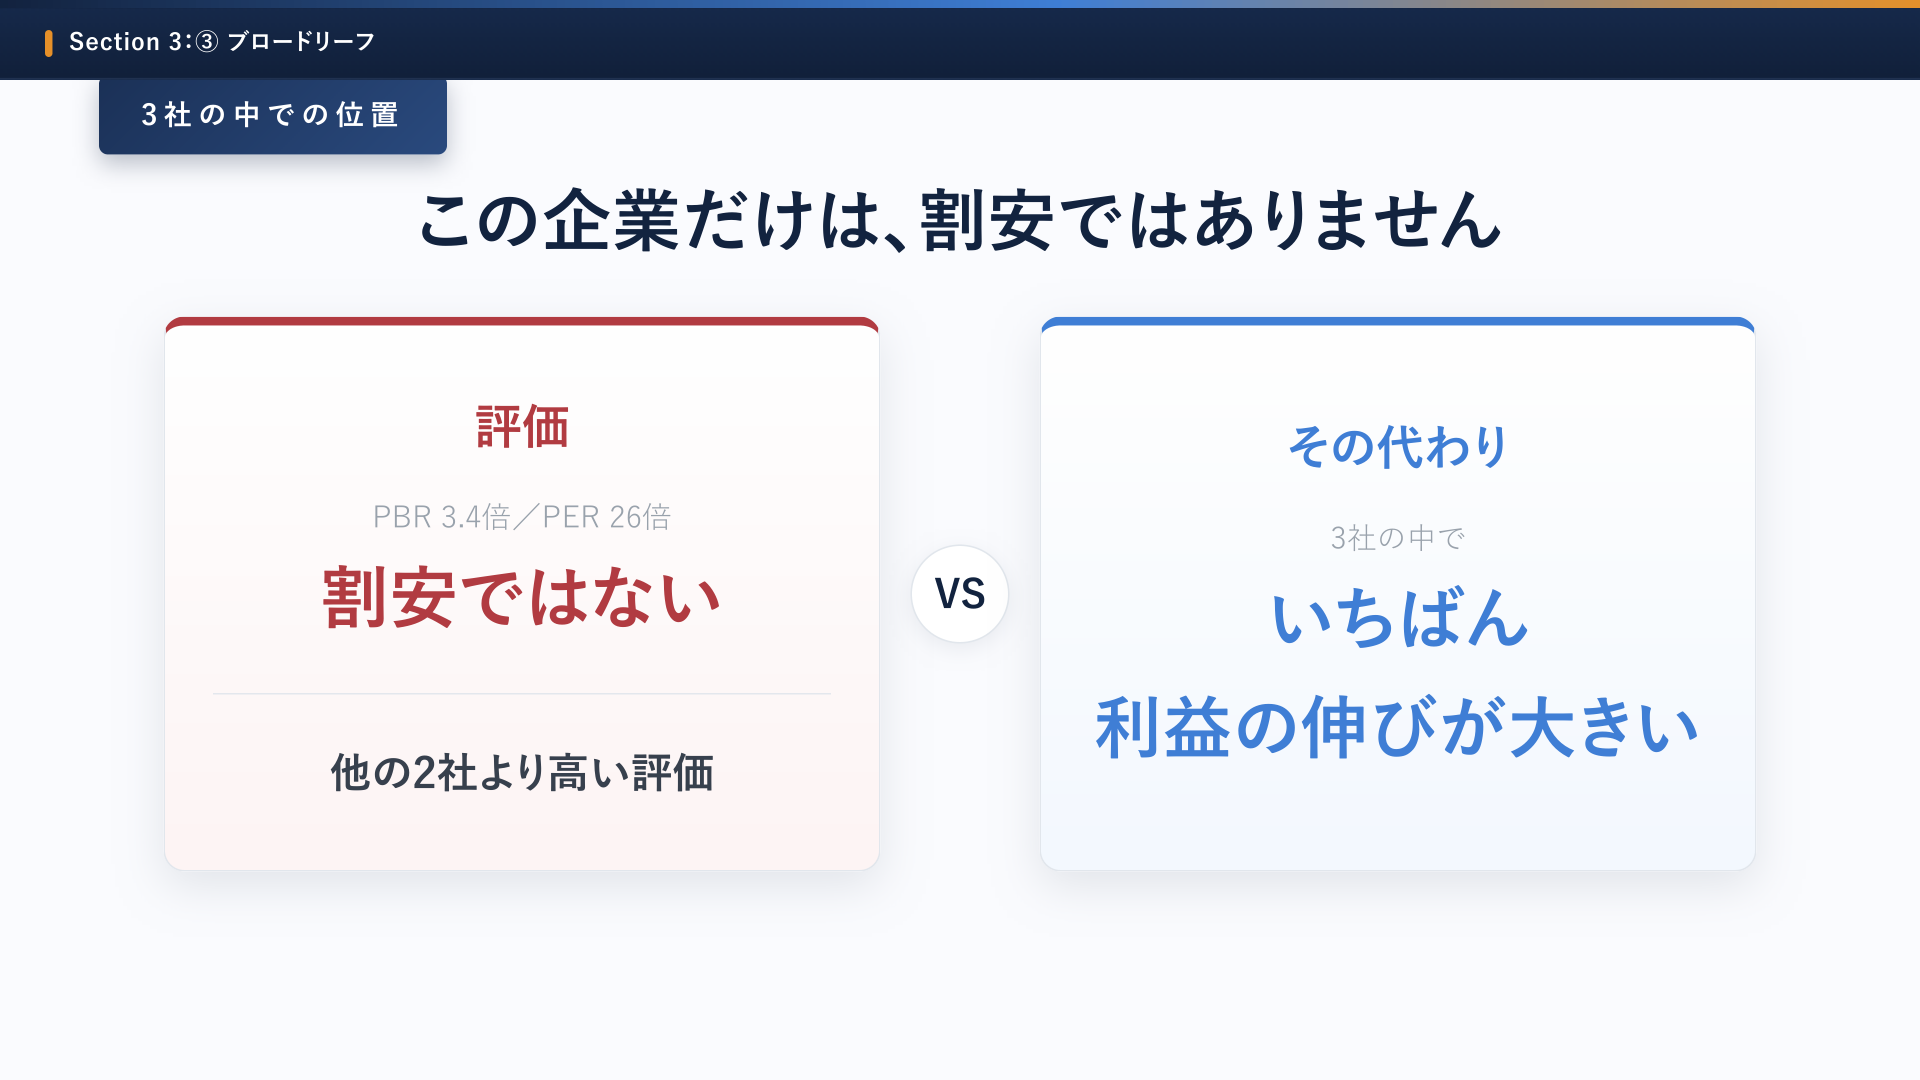 Section 3：③ ブロードリーフ
3社の中での位置
この企業だけは、割安ではありません
評価
PBR 3.4倍／PER 26倍
割安ではない
他の2社より高い評価
VS
その代わり
3社の中で
いちばん
利益の伸びが大きい